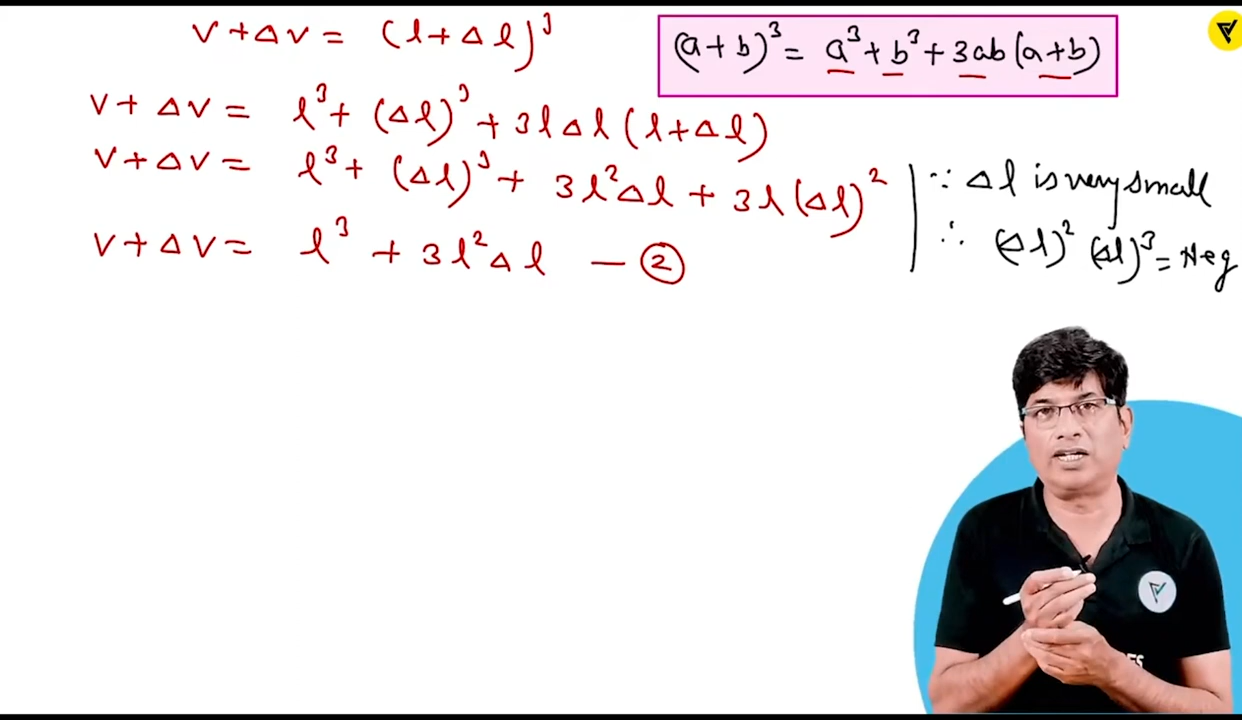 V + ΔV = (l + Δl)³
(a + b)³ = a³ + b³ + 3ab(a + b)
V + ΔV = l³ + (Δl)³ + 3lΔl(l + Δl)
V + ΔV = l³ + (Δl)³ + 3l²Δl + 3l(Δl)²
∵ Δl is very small
∴ (Δl)² (Δl)³ = Neg
V + ΔV = l³ + 3l²Δl — ②